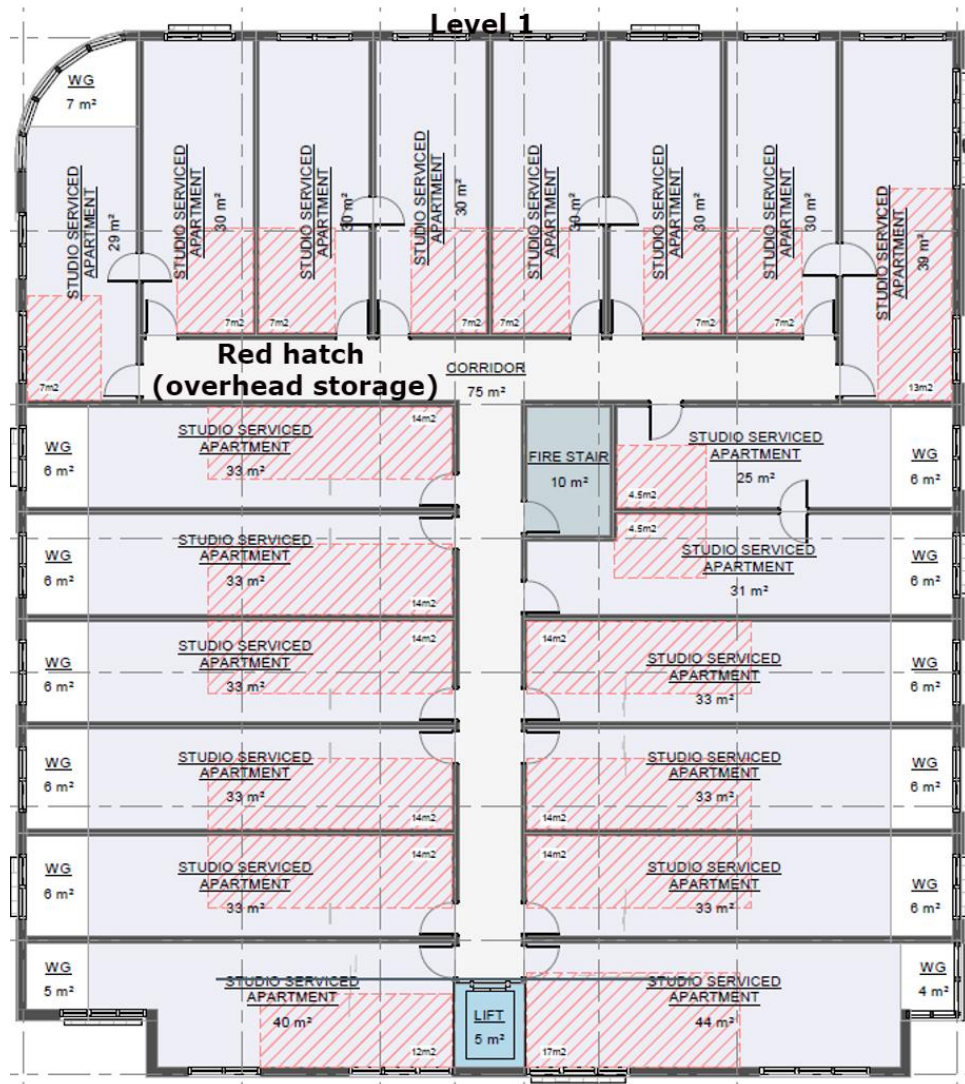 Level 1
WG
7 m²
STUDIO SERVICED
APARTMENT
29 m²
7m2
STUDIO SERVICED
APARTMENT
30 m²
7m2
STUDIO SERVICED
APARTMENT
30 m²
7m2
STUDIO SERVICED
APARTMENT
30 m²
7m2
STUDIO SERVICED
APARTMENT
30 m²
7m2
STUDIO SERVICED
APARTMENT
30 m²
7m2
STUDIO SERVICED
APARTMENT
30 m²
7m2
STUDIO SERVICED
APARTMENT
39 m²
13m2
Red hatch
(overhead storage)
CORRIDOR
75 m²
WG
6 m²
STUDIO SERVICED
APARTMENT
33 m²
14m2
FIRE STAIR
10 m²
STUDIO SERVICED
APARTMENT
25 m²
4.5m2
WG
6 m²
WG
6 m²
STUDIO SERVICED
APARTMENT
33 m²
14m2
4.5m2
STUDIO SERVICED
APARTMENT
31 m²
WG
6 m²
WG
6 m²
STUDIO SERVICED
APARTMENT
33 m²
14m2
14m2
STUDIO SERVICED
APARTMENT
33 m²
WG
6 m²
WG
6 m²
STUDIO SERVICED
APARTMENT
33 m²
14m2
14m2
STUDIO SERVICED
APARTMENT
33 m²
WG
6 m²
WG
6 m²
STUDIO SERVICED
APARTMENT
33 m²
14m2
14m2
STUDIO SERVICED
APARTMENT
33 m²
WG
6 m²
WG
5 m²
STUDIO SERVICED
APARTMENT
40 m²
12m2
LIFT
5 m²
17m2
STUDIO SERVICED
APARTMENT
44 m²
WG
4 m²